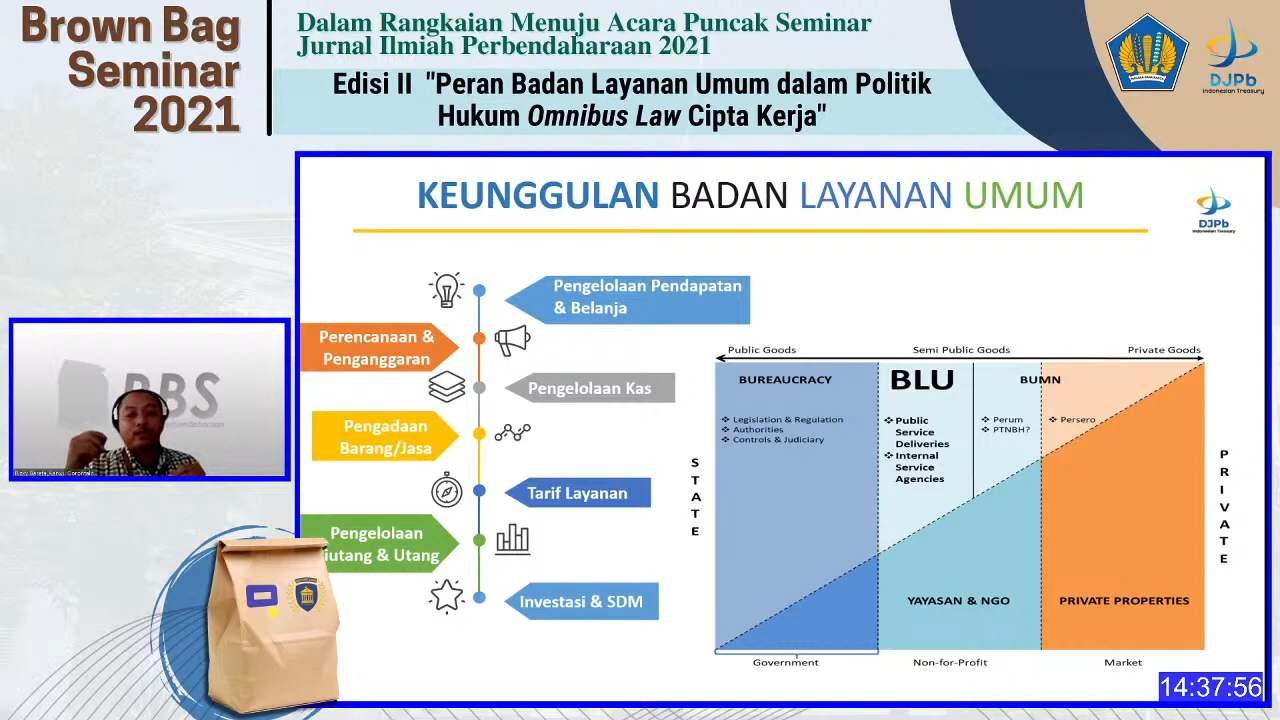 Brown Bag
Seminar
2021
Dalam Rangkaian Menuju Acara Puncak Seminar
Jurnal Ilmiah Perbendaharaan 2021
Edisi II "Peran Badan Layanan Umum dalam Politik
Hukum Omnibus Law Cipta Kerja"
DJPb
Indonesian Treasury
KEUNGGULAN BADAN LAYANAN UMUM
DJPb
Indonesian Treasury
Pengelolaan Pendapatan
& Belanja
Perencanaan &
Penganggaran
Pengelolaan Kas
Pengadaan
Barang/Jasa
Tarif Layanan
Pengelolaan
iutang & Utang
Investasi & SDM
Public Goods
Semi Public Goods
Private Goods
BUREAUCRACY
BLU
BUMN
❖ Legislation & Regulation
❖ Authorities
❖ Controls & Judiciary
❖ Public
Service
Deliveries
❖ Internal
Service
Agencies
❖ Perum
❖ PTNBH?
❖ Persero
STATE
PRIVATE
YAYASAN & NGO
PRIVATE PROPERTIES
Government
Non-for-Profit
Market
BBS
14:37:56